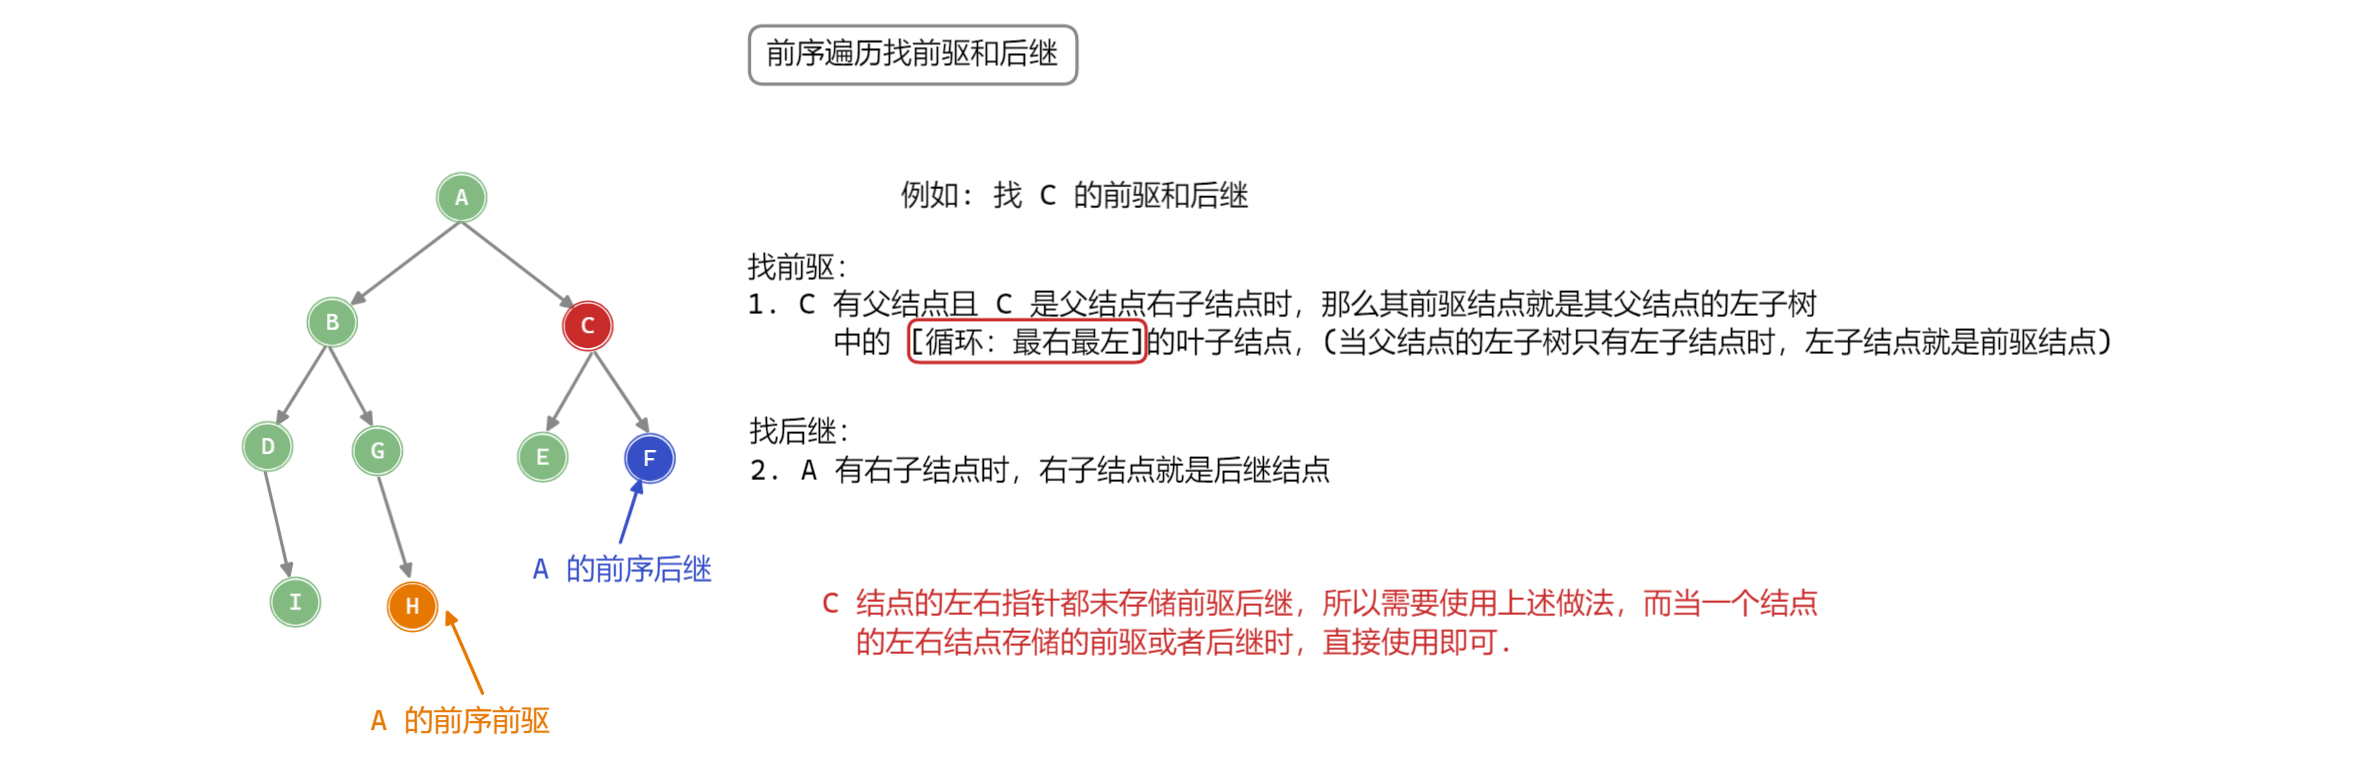 前序遍历找前驱和后继
例如: 找 C 的前驱和后继
找前驱:
1. C 有父结点且 C 是父结点右子结点时, 那么其前驱结点就是其父结点的左子树
中的 [循环: 最右最左]的叶子结点, (当父结点的左子树只有左子结点时, 左子结点就是前驱结点)
找后继:
2. A 有右子结点时, 右子结点就是后继结点
C 结点的左右指针都未存储前驱后继, 所以需要使用上述做法, 而当一个结点
的左右结点存储的前驱或者后继时, 直接使用即可.
A
B
C
D
G
E
F
I
H
A 的前序后继
A 的前序前驱